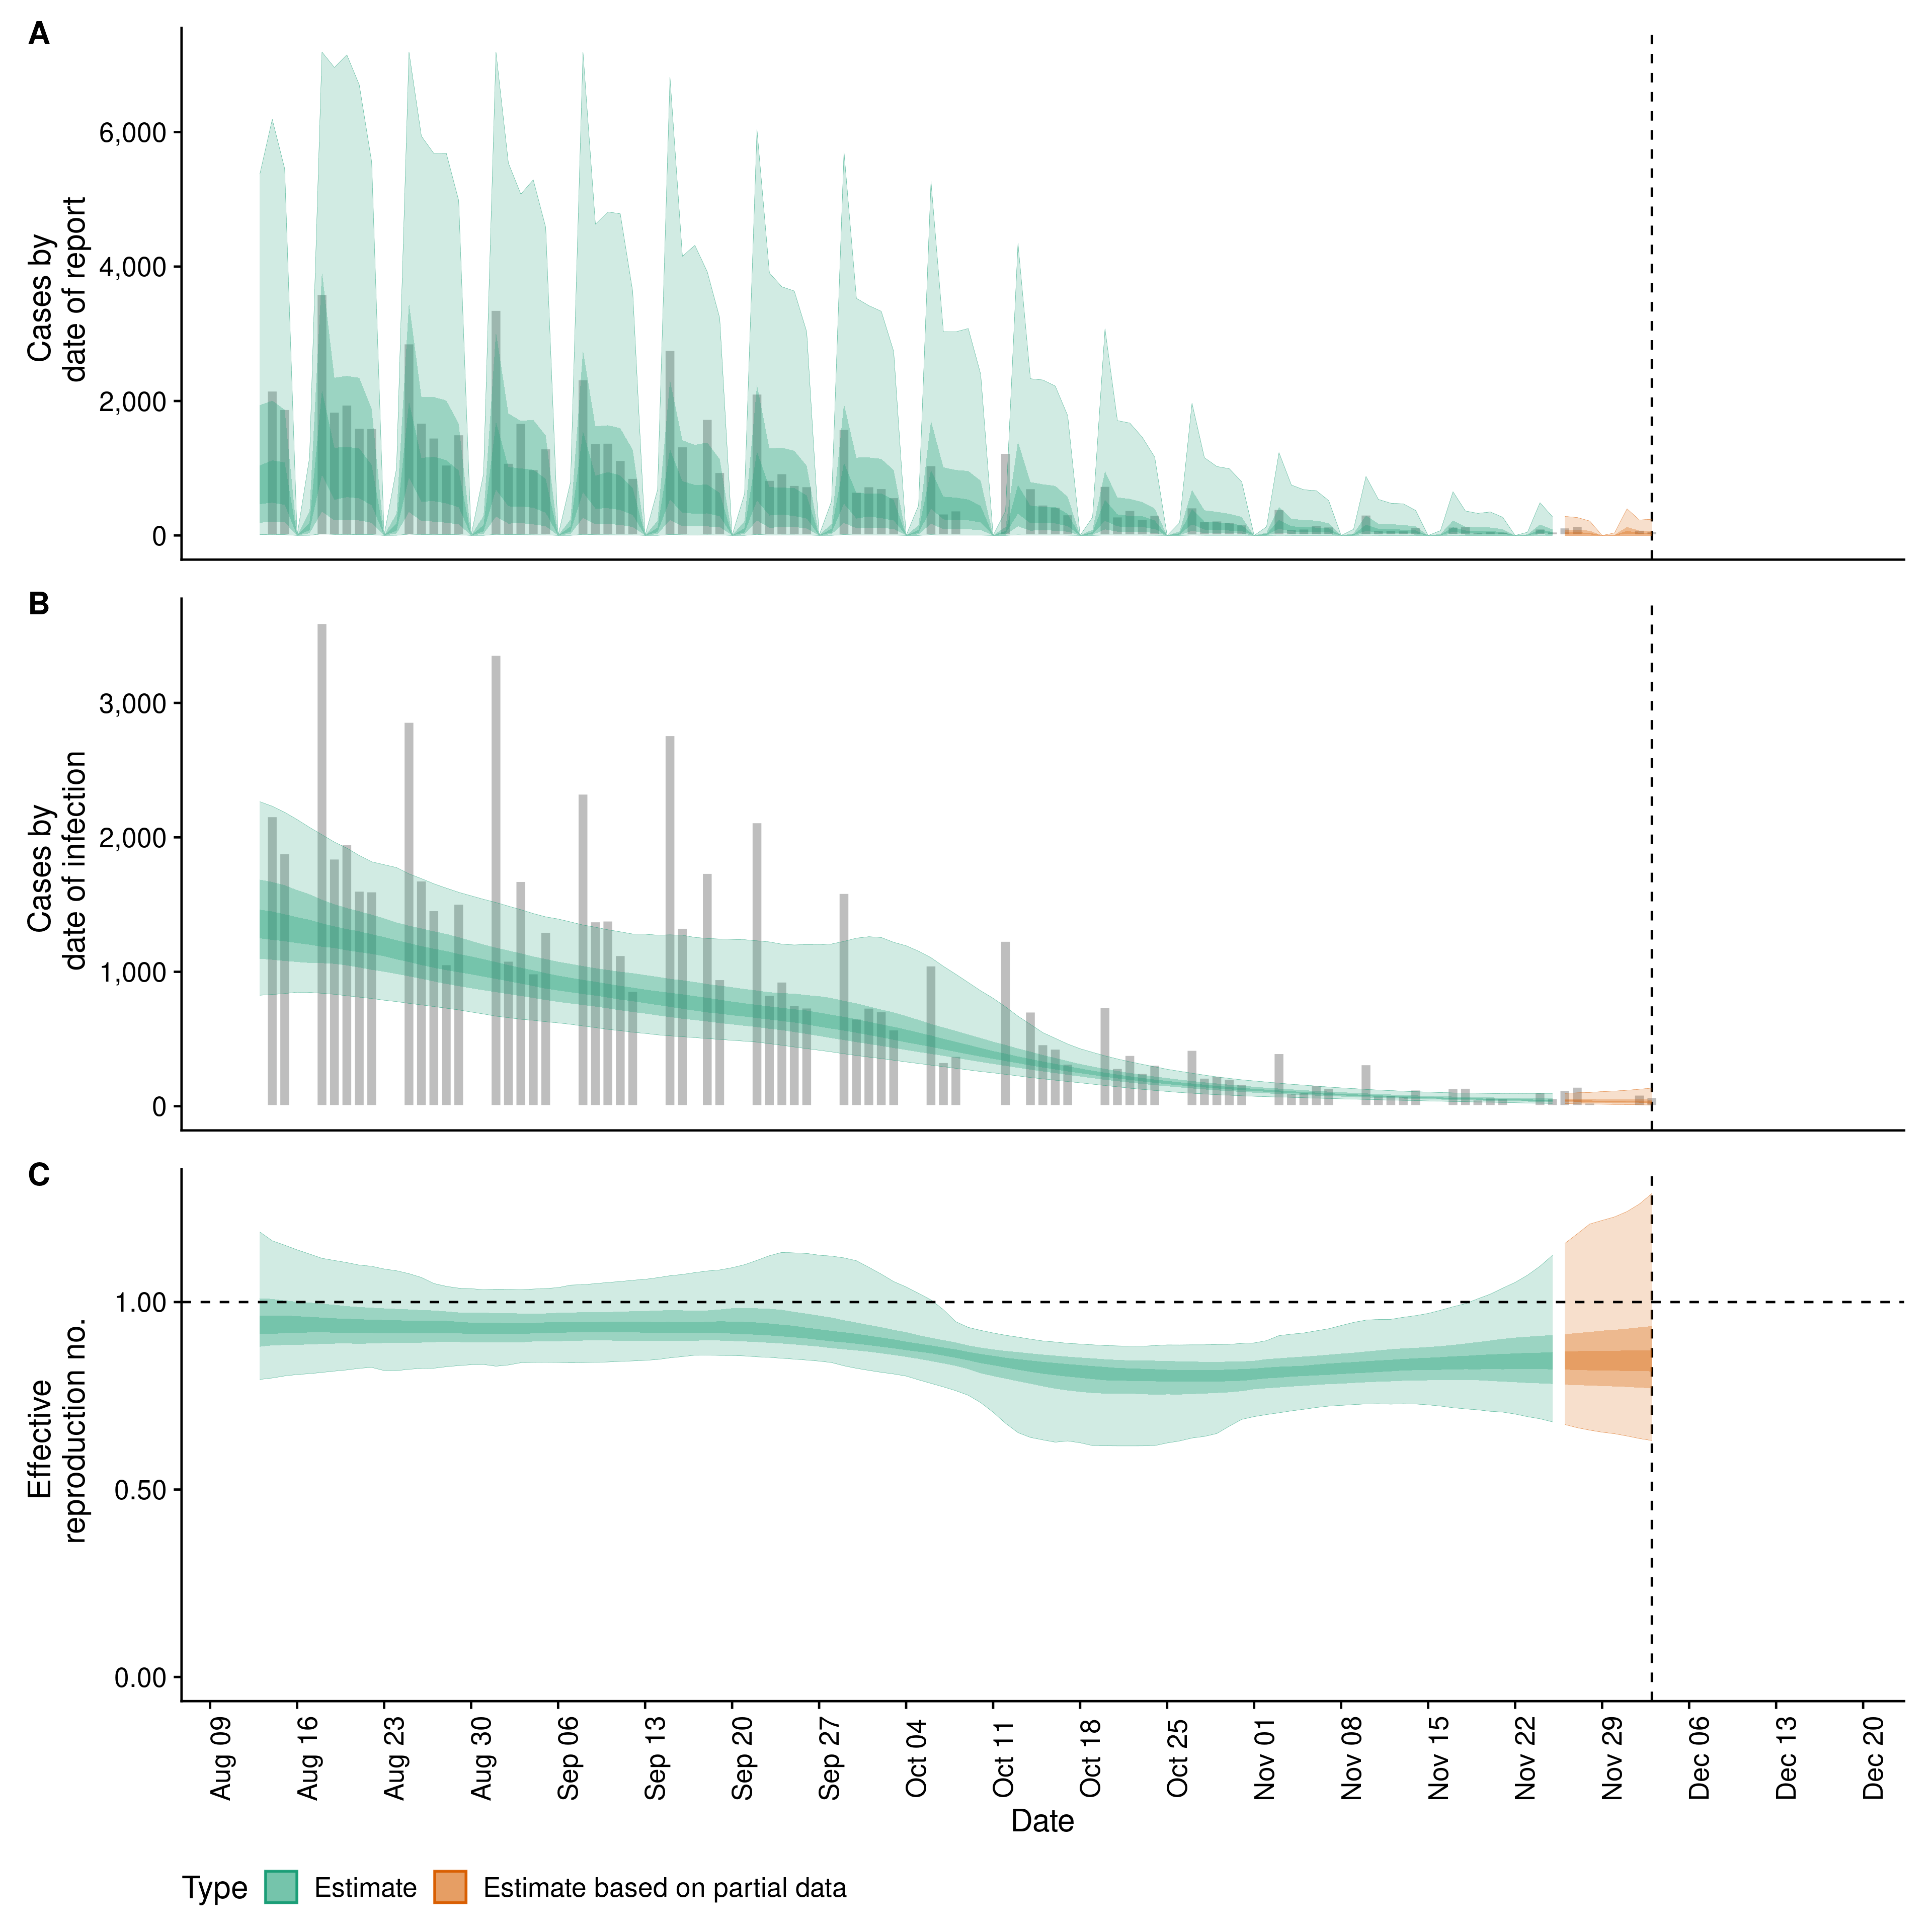 A
Cases by
date of report
6,000
4,000
2,000
0
B
Cases by
date of infection
3,000
2,000
1,000
0
C
Effective
reproduction no.
1.00
0.50
0.00
Aug 09
Aug 16
Aug 23
Aug 30
Sep 06
Sep 13
Sep 20
Sep 27
Oct 04
Oct 11
Oct 18
Oct 25
Nov 01
Nov 08
Nov 15
Nov 22
Nov 29
Dec 06
Dec 13
Dec 20
Date
Type
Estimate
Estimate based on partial data